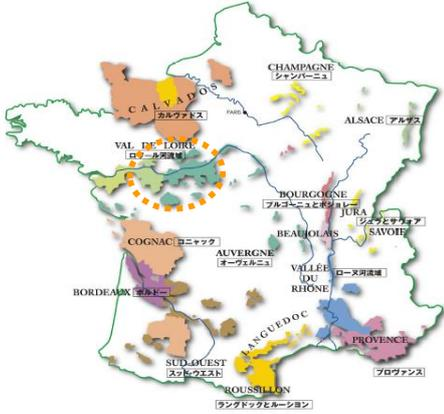 CHAMPAGNE
シャンパーニュ
CALVADOS
カルヴァドス
PARIS
ALSACE アルザス
VAL DE LOIRE
ロワール河流域
BOURGOGNE
ブルゴーニュとボジョレー
JURA
ジュラとサヴォア
SAVOIE
BEAUJOLAIS
COGNAC コニャック
AUVERGNE
オーヴェルニュ
VALLÉE
DU
RHÔNE
ローヌ河流域
BORDEAUX ボルドー
LANGUEDOC
PROVENCE
プロヴァンス
SUD-OUEST
スッド・ウエスト
ROUSSILLON
ラングドックとルーション